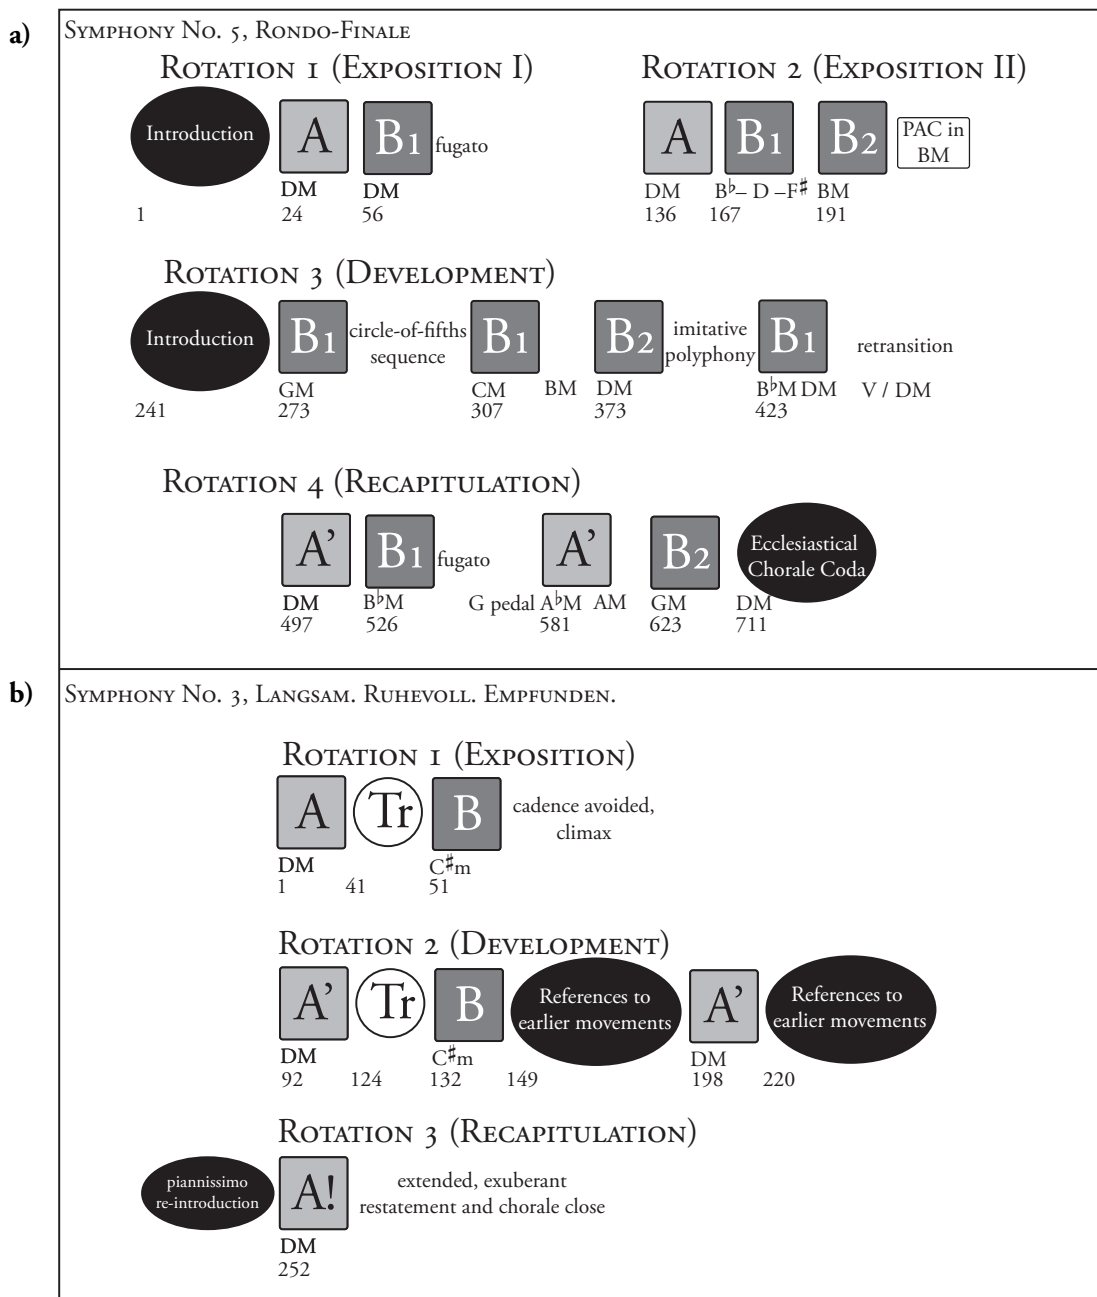 a)
SYMPHONY NO. 5, RONDO-FINALE
ROTATION 1 (EXPOSITION I)
Introduction
A
B1
fugato
DM
DM
1
24
56
ROTATION 2 (EXPOSITION II)
A
B1
B2
PAC in
BM
DM
B♭– D –F♯
BM
136
167
191
ROTATION 3 (DEVELOPMENT)
Introduction
B1
circle-of-fifths
sequence
B1
B2
imitative
polyphony
B1
retransition
GM
CM
BM
DM
B♭M DM
V / DM
241
273
307
373
423
ROTATION 4 (RECAPITULATION)
A’
B1
fugato
A’
B2
Ecclesiastical
Chorale Coda
DM
B♭M
G pedal A♭M AM
GM
DM
497
526
581
623
711
b)
SYMPHONY NO. 3, LANGSAM. RUHEVOLL. EMPFUNDEN.
ROTATION 1 (EXPOSITION)
A
Tr
B
cadence avoided,
climax
DM
C♯m
1
41
51
ROTATION 2 (DEVELOPMENT)
A’
Tr
B
References to
earlier movements
A’
References to
earlier movements
DM
C♯m
DM
92
124
132
149
198
220
ROTATION 3 (RECAPITULATION)
piannissimo
re-introduction
A!
extended, exuberant
restatement and chorale close
DM
252